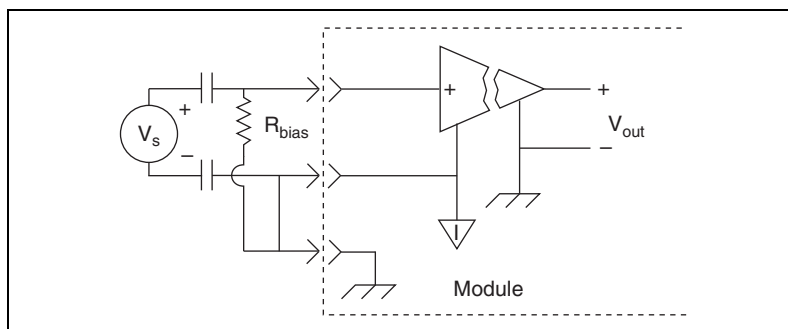 +
V_s
−
R_bias
+
I
+
V_out
−
Module